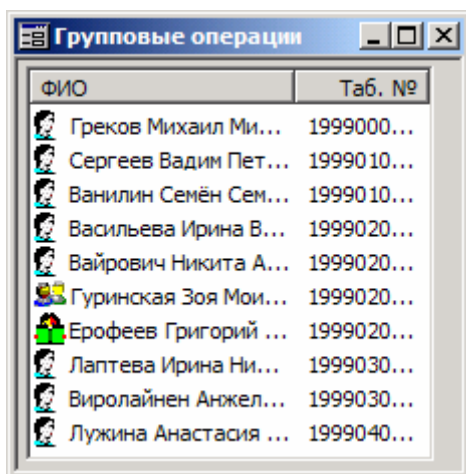 Групповые операции
ФИО Таб. №
Греков Михаил Ми... 1999000...
Сергеев Вадим Пет... 1999010...
Ванилин Семён Сем... 1999010...
Васильева Ирина В... 1999020...
Вайрович Никита А... 1999020...
Гуринская Зоя Мои... 1999020...
Ерофеев Григорий ... 1999020...
Лаптева Ирина Ни... 1999030...
Виролайнен Анжел... 1999030...
Лужина Анастасия ... 1999040...